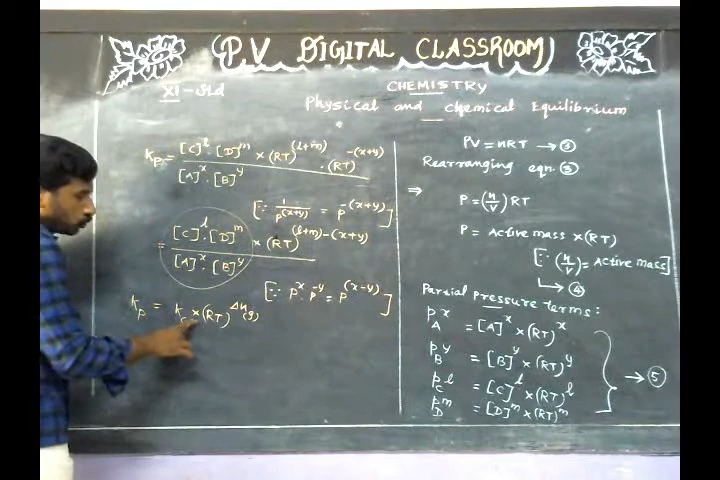 P.V DIGITAL CLASSROOM
XI - Std
CHEMISTRY
Physical and chemical Equilibrium
Kp = [C]^l . [D]^m × (RT)^(l+m) . (RT)^-(x+y) / [A]^x . [B]^y
[∵ 1/p^(x+y) = p^-(x+y)]
= [C]^l . [D]^m / [A]^x . [B]^y × (RT)^(l+m)-(x+y)
[∵ p^x . p^-y = p^(x-y)]
Kp = Kc × (RT)^Δn(g)
PV = nRT → ③
Rearranging eqn. ③
⇒ P = (n/V) RT
P = Active mass × (RT)
[∵ (n/V) = Active mass]
→ ④
Partial pressure terms:
p_A^x = [A]^x × (RT)^x
p_B^y = [B]^y × (RT)^y
p_C^l = [C]^l × (RT)^l
p_D^m = [D]^m × (RT)^m
→ ⑤